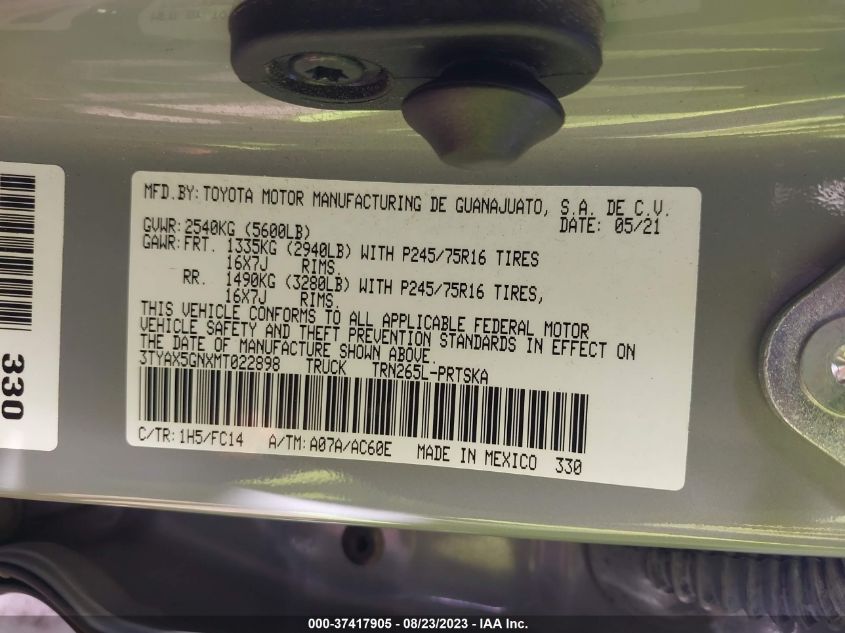 MFD.BY:TOYOTA MOTOR MANUFACTURING DE GUANAJUATO, S.A. DE C.V.
GVWR:2540KG (5600LB) DATE: 05/21
GAWR:FRT. 1335KG (2940LB) WITH P245/75R16 TIRES
16X7J RIMS.
RR. 1490KG (3280LB) WITH P245/75R16 TIRES,
16X7J RIMS.
THIS VEHICLE CONFORMS TO ALL APPLICABLE FEDERAL MOTOR
VEHICLE SAFETY AND THEFT PREVENTION STANDARDS IN EFFECT ON
THE DATE OF MANUFACTURE SHOWN ABOVE.
3TYAX5GNXMT022898 TRUCK TRN265L-PRTSKA
C/TR:1H5/FC14 A/TM:A07A/AC60E MADE IN MEXICO 330
330
000-37417905 - 08/23/2023 - IAA Inc.